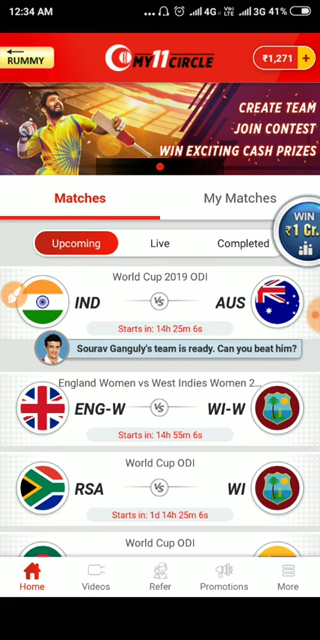 12:34 AM
... 4G VoLTE 3G 41%
RUMMY
MY11CIRCLE
₹1,271 +
CREATE TEAM
JOIN CONTEST
WIN EXCITING CASH PRIZES
Matches
My Matches
WIN
₹1 Cr.
Upcoming
Live
Completed
World Cup 2019 ODI
IND VS AUS
Starts in: 14h 25m 6s
Sourav Ganguly's team is ready. Can you beat him?
England Women vs West Indies Women 2...
ENG-W VS WI-W
Starts in: 14h 55m 6s
World Cup ODI
RSA VS WI
Starts in: 1d 14h 25m 6s
World Cup ODI
Home
Videos
Refer
Promotions
More